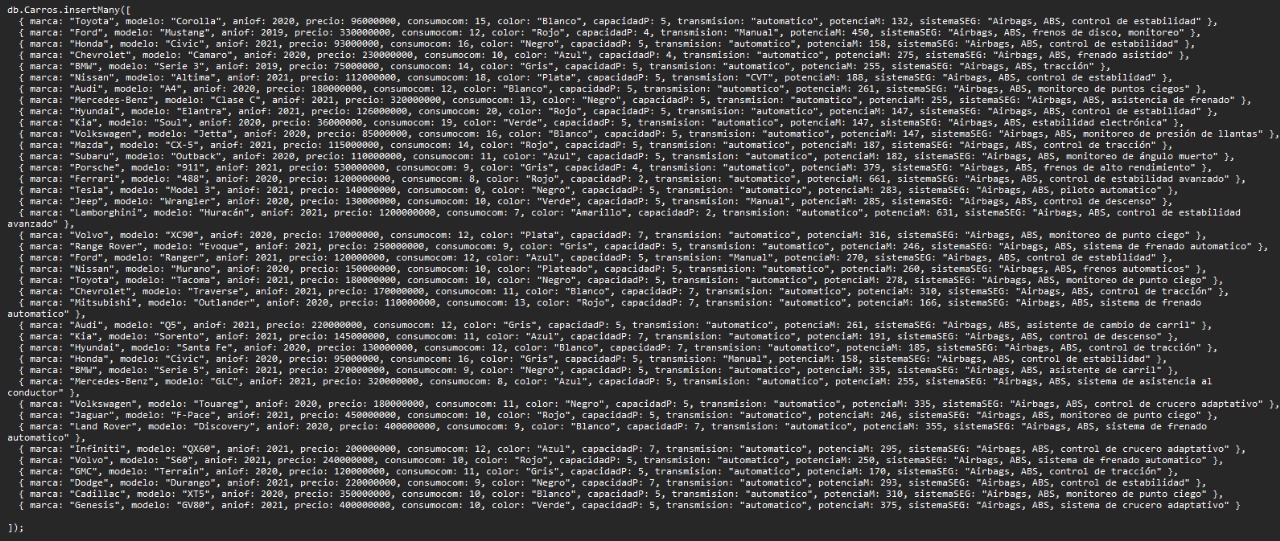 db.Carros.insertMany([
{ marca: "Toyota", modelo: "Corolla", aniof: 2020, precio: 96000000, consumocom: 15, color: "Blanco", capacidadP: 5, transmision: "automatico", potenciaM: 132, sistemaSEG: "Airbags, ABS, control de estabilidad" },
{ marca: "Ford", modelo: "Mustang", aniof: 2019, precio: 330000000, consumocom: 12, color: "Rojo", capacidadP: 4, transmision: "Manual", potenciaM: 450, sistemaSEG: "Airbags, ABS, frenos de disco, monitoreo" },
{ marca: "Honda", modelo: "Civic", aniof: 2021, precio: 93000000, consumocom: 16, color: "Negro", capacidadP: 5, transmision: "automatico", potenciaM: 158, sistemaSEG: "Airbags, ABS, control de estabilidad" },
{ marca: "Chevrolet", modelo: "Camaro", aniof: 2020, precio: 230000000, consumocom: 10, color: "Azul", capacidadP: 4, transmision: "automatico", potenciaM: 275, sistemaSEG: "Airbags, ABS, frenado asistido" },
{ marca: "BMW", modelo: "Serie 3", aniof: 2019, precio: 75000000, consumocom: 14, color: "Gris", capacidadP: 5, transmision: "automatico", potenciaM: 255, sistemaSEG: "Airbags, ABS, tracción" },
{ marca: "Nissan", modelo: "Altima", aniof: 2021, precio: 112000000, consumocom: 18, color: "Plata", capacidadP: 5, transmision: "CVT", potenciaM: 188, sistemaSEG: "Airbags, ABS, control de estabilidad" },
{ marca: "Audi", modelo: "A4", aniof: 2020, precio: 180000000, consumocom: 12, color: "Blanco", capacidadP: 5, transmision: "automatico", potenciaM: 261, sistemaSEG: "Airbags, ABS, monitoreo de puntos ciegos" },
{ marca: "Mercedes-Benz", modelo: "Clase C", aniof: 2021, precio: 320000000, consumocom: 13, color: "Negro", capacidadP: 5, transmision: "automatico", potenciaM: 255, sistemaSEG: "Airbags, ABS, asistencia de frenado" },
{ marca: "Hyundai", modelo: "Elantra", aniof: 2021, precio: 126000000, consumocom: 20, color: "Rojo", capacidadP: 5, transmision: "automatico", potenciaM: 147, sistemaSEG: "Airbags, ABS, control de estabilidad" },
{ marca: "Kía", modelo: "Soul", aniof: 2020, precio: 36000000, consumocom: 19, color: "Verde", capacidadP: 5, transmision: "automatico", potenciaM: 147, sistemaSEG: "Airbags, ABS, estabilidad electrónica" },
{ marca: "Volkswagen", modelo: "Jetta", aniof: 2020, precio: 85000000, consumocom: 16, color: "Blanco", capacidadP: 5, transmision: "automatico", potenciaM: 147, sistemaSEG: "Airbags, ABS, monitoreo de presión de llantas" },
{ marca: "Mazda", modelo: "CX-5", aniof: 2021, precio: 115000000, consumocom: 14, color: "Rojo", capacidadP: 5, transmision: "automatico", potenciaM: 187, sistemaSEG: "Airbags, ABS, control de tracción" },
{ marca: "Subaru", modelo: "Outback", aniof: 2020, precio: 110000000, consumocom: 11, color: "Azul", capacidadP: 5, transmision: "automatico", potenciaM: 182, sistemaSEG: "Airbags, ABS, monitoreo de ángulo muerto" },
{ marca: "Porsche", modelo: "911", aniof: 2021, precio: 530000000, consumocom: 9, color: "Gris", capacidadP: 4, transmision: "automatico", potenciaM: 379, sistemaSEG: "Airbags, ABS, frenos de alto rendimiento" },
{ marca: "Ferrari", modelo: "488", aniof: 2020, precio: 1200000000, consumocom: 8, color: "Rojo", capacidadP: 2, transmision: "automatico", potenciaM: 661, sistemaSEG: "Airbags, ABS, control de estabilidad avanzado" },
{ marca: "Tesla", modelo: "Model 3", aniof: 2021, precio: 140000000, consumocom: 0, color: "Negro", capacidadP: 5, transmision: "automatico", potenciaM: 283, sistemaSEG: "Airbags, ABS, piloto automatico" },
{ marca: "Jeep", modelo: "Wrangler", aniof: 2020, precio: 130000000, consumocom: 10, color: "Verde", capacidadP: 5, transmision: "Manual", potenciaM: 285, sistemaSEG: "Airbags, ABS, control de descenso" },
{ marca: "Lamborghini", modelo: "Huracán", aniof: 2021, precio: 1200000000, consumocom: 7, color: "Amarillo", capacidadP: 2, transmision: "automatico", potenciaM: 631, sistemaSEG: "Airbags, ABS, control de estabilidad
avanzado" },
{ marca: "Volvo", modelo: "XC90", aniof: 2020, precio: 170000000, consumocom: 12, color: "Plata", capacidadP: 7, transmision: "automatico", potenciaM: 316, sistemaSEG: "Airbags, ABS, monitoreo de punto ciego" },
{ marca: "Range Rover", modelo: "Evoque", aniof: 2021, precio: 250000000, consumocom: 9, color: "Gris", capacidadP: 5, transmision: "automatico", potenciaM: 246, sistemaSEG: "Airbags, ABS, sistema de frenado automatico" },
{ marca: "Ford", modelo: "Ranger", aniof: 2021, precio: 120000000, consumocom: 12, color: "Azul", capacidadP: 5, transmision: "Manual", potenciaM: 270, sistemaSEG: "Airbags, ABS, control de estabilidad" },
{ marca: "Nissan", modelo: "Murano", aniof: 2020, precio: 150000000, consumocom: 10, color: "Plateado", capacidadP: 5, transmision: "automatico", potenciaM: 260, sistemaSEG: "Airbags, ABS, frenos automaticos" },
{ marca: "Toyota", modelo: "Tacoma", aniof: 2021, precio: 180000000, consumocom: 10, color: "Negro", capacidadP: 5, transmision: "automatico", potenciaM: 278, sistemaSEG: "Airbags, ABS, monitoreo de punto ciego" },
{ marca: "Chevrolet", modelo: "Traverse", aniof: 2021, precio: 170000000, consumocom: 11, color: "Blanco", capacidadP: 7, transmision: "automatico", potenciaM: 310, sistemaSEG: "Airbags, ABS, control de tracción" },
{ marca: "Mitsubishi", modelo: "Outlander", aniof: 2020, precio: 110000000, consumocom: 13, color: "Rojo", capacidadP: 7, transmision: "automatico", potenciaM: 166, sistemaSEG: "Airbags, ABS, sistema de frenado
automatico" },
{ marca: "Audi", modelo: "Q5", aniof: 2021, precio: 220000000, consumocom: 12, color: "Gris", capacidadP: 5, transmision: "automatico", potenciaM: 261, sistemaSEG: "Airbags, ABS, asistente de cambio de carril" },
{ marca: "Kía", modelo: "Sorento", aniof: 2021, precio: 145000000, consumocom: 11, color: "Azul", capacidadP: 7, transmision: "automatico", potenciaM: 191, sistemaSEG: "Airbags, ABS, control de descenso" },
{ marca: "Hyundai", modelo: "Santa Fe", aniof: 2020, precio: 130000000, consumocom: 12, color: "Blanco", capacidadP: 7, transmision: "automatico", potenciaM: 185, sistemaSEG: "Airbags, ABS, control de tracción" },
{ marca: "Honda", modelo: "Civic", aniof: 2020, precio: 95000000, consumocom: 16, color: "Gris", capacidadP: 5, transmision: "Manual", potenciaM: 158, sistemaSEG: "Airbags, ABS, control de estabilidad" },
{ marca: "BMW", modelo: "Serie 5", aniof: 2021, precio: 270000000, consumocom: 9, color: "Negro", capacidadP: 5, transmision: "automatico", potenciaM: 335, sistemaSEG: "Airbags, ABS, asistente de carril" },
{ marca: "Mercedes-Benz", modelo: "GLC", aniof: 2021, precio: 320000000, consumocom: 8, color: "Azul", capacidadP: 5, transmision: "automatico", potenciaM: 255, sistemaSEG: "Airbags, ABS, sistema de asistencia al
conductor" },
{ marca: "Volkswagen", modelo: "Touareg", aniof: 2020, precio: 180000000, consumocom: 11, color: "Negro", capacidadP: 5, transmision: "automatico", potenciaM: 335, sistemaSEG: "Airbags, ABS, control de crucero adaptativo" },
{ marca: "Jaguar", modelo: "F-Pace", aniof: 2021, precio: 450000000, consumocom: 10, color: "Rojo", capacidadP: 5, transmision: "automatico", potenciaM: 246, sistemaSEG: "Airbags, ABS, monitoreo de punto ciego" },
{ marca: "Land Rover", modelo: "Discovery", aniof: 2020, precio: 400000000, consumocom: 9, color: "Blanco", capacidadP: 7, transmision: "automatico", potenciaM: 355, sistemaSEG: "Airbags, ABS, sistema de frenado
automatico" },
{ marca: "Infiniti", modelo: "QX60", aniof: 2021, precio: 200000000, consumocom: 12, color: "Azul", capacidadP: 7, transmision: "automatico", potenciaM: 295, sistemaSEG: "Airbags, ABS, control de crucero adaptativo" },
{ marca: "Volvo", modelo: "S60", aniof: 2021, precio: 240000000, consumocom: 10, color: "Rojo", capacidadP: 5, transmision: "automatico", potenciaM: 250, sistemaSEG: "Airbags, ABS, sistema de frenado automatico" },
{ marca: "GMC", modelo: "Terrain", aniof: 2020, precio: 120000000, consumocom: 11, color: "Gris", capacidadP: 5, transmision: "automatico", potenciaM: 170, sistemaSEG: "Airbags, ABS, control de tracción" },
{ marca: "Dodge", modelo: "Durango", aniof: 2021, precio: 220000000, consumocom: 9, color: "Negro", capacidadP: 7, transmision: "automatico", potenciaM: 293, sistemaSEG: "Airbags, ABS, control de estabilidad" },
{ marca: "Cadillac", modelo: "XT5", aniof: 2020, precio: 350000000, consumocom: 10, color: "Blanco", capacidadP: 5, transmision: "automatico", potenciaM: 310, sistemaSEG: "Airbags, ABS, monitoreo de punto ciego" },
{ marca: "Genesis", modelo: "GV80", aniof: 2021, precio: 400000000, consumocom: 10, color: "Verde", capacidadP: 5, transmision: "automatico", potenciaM: 375, sistemaSEG: "Airbags, ABS, sistema de crucero adaptativo" }
]);